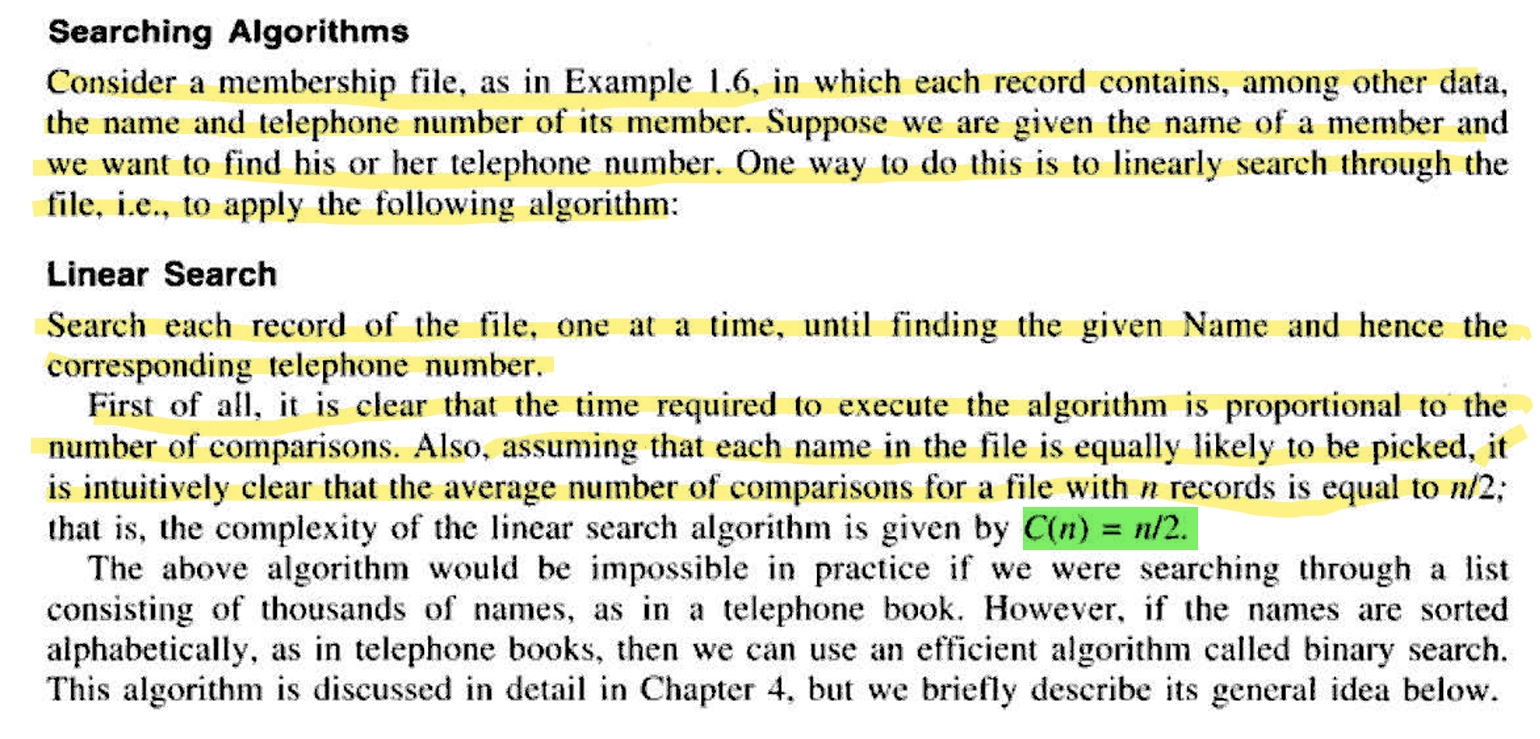 Searching Algorithms
Consider a membership file, as in Example 1.6, in which each record contains, among other data,
the name and telephone number of its member. Suppose we are given the name of a member and
we want to find his or her telephone number. One way to do this is to linearly search through the
file, i.e., to apply the following algorithm:
Linear Search
Search each record of the file, one at a time, until finding the given Name and hence the
corresponding telephone number.
First of all, it is clear that the time required to execute the algorithm is proportional to the
number of comparisons. Also, assuming that each name in the file is equally likely to be picked, it
is intuitively clear that the average number of comparisons for a file with n records is equal to n/2;
that is, the complexity of the linear search algorithm is given by C(n) = n/2.
The above algorithm would be impossible in practice if we were searching through a list
consisting of thousands of names, as in a telephone book. However, if the names are sorted
alphabetically, as in telephone books, then we can use an efficient algorithm called binary search.
This algorithm is discussed in detail in Chapter 4, but we briefly describe its general idea below.